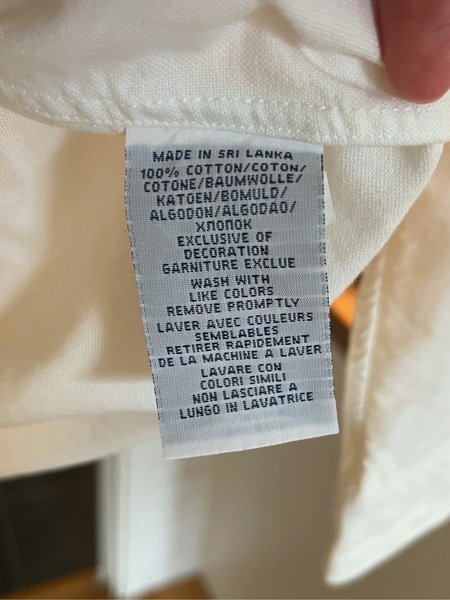 MADE IN SRI LANKA
100% COTTON/COTON/
COTONE/BAUMWOLLE/
KATOEN/BOMULD/
ALGODON/ALGODAO/
ХЛОПОК
EXCLUSIVE OF
DECORATION
GARNITURE EXCLUE
WASH WITH
LIKE COLORS
REMOVE PROMPTLY
LAVER AVEC COULEURS
SEMBLABLES
RETIRER RAPIDEMENT
DE LA MACHINE A LAVER
LAVARE CON
COLORI SIMILI
NON LASCIARE A
LUNGO IN LAVATRICE